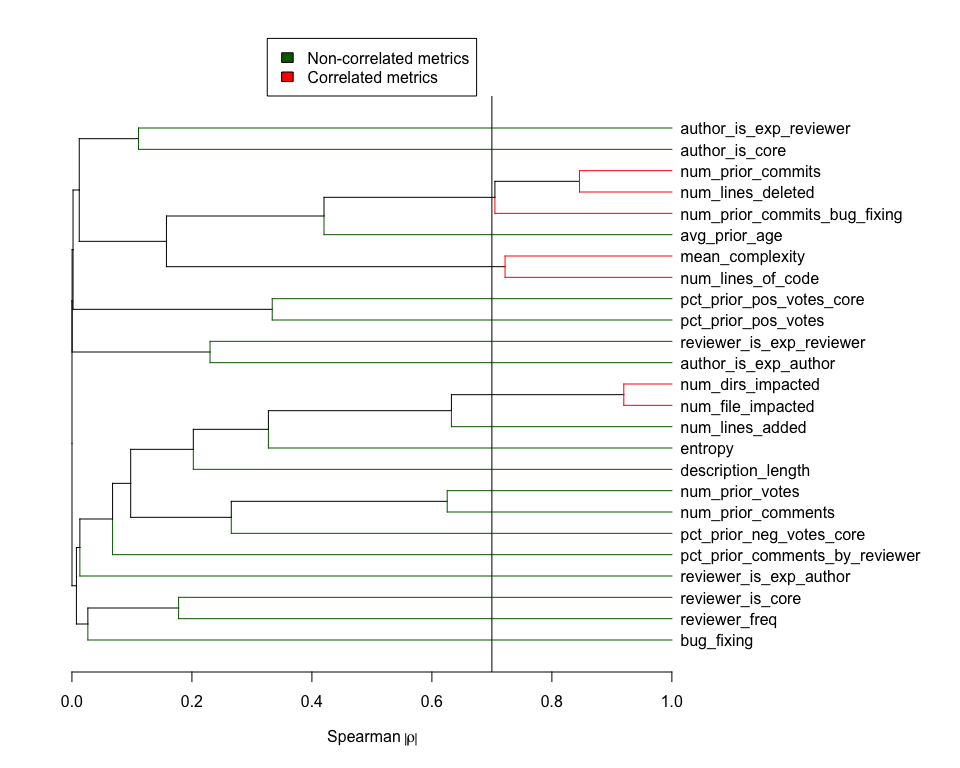 Non-correlated metrics
Correlated metrics
author_is_exp_reviewer
author_is_core
num_prior_commits
num_lines_deleted
num_prior_commits_bug_fixing
avg_prior_age
mean_complexity
num_lines_of_code
pct_prior_pos_votes_core
pct_prior_pos_votes
reviewer_is_exp_reviewer
author_is_exp_author
num_dirs_impacted
num_file_impacted
num_lines_added
entropy
description_length
num_prior_votes
num_prior_comments
pct_prior_neg_votes_core
pct_prior_comments_by_reviewer
reviewer_is_exp_author
reviewer_is_core
reviewer_freq
bug_fixing
0.0 0.2 0.4 0.6 0.8 1.0
Spearman |ρ|